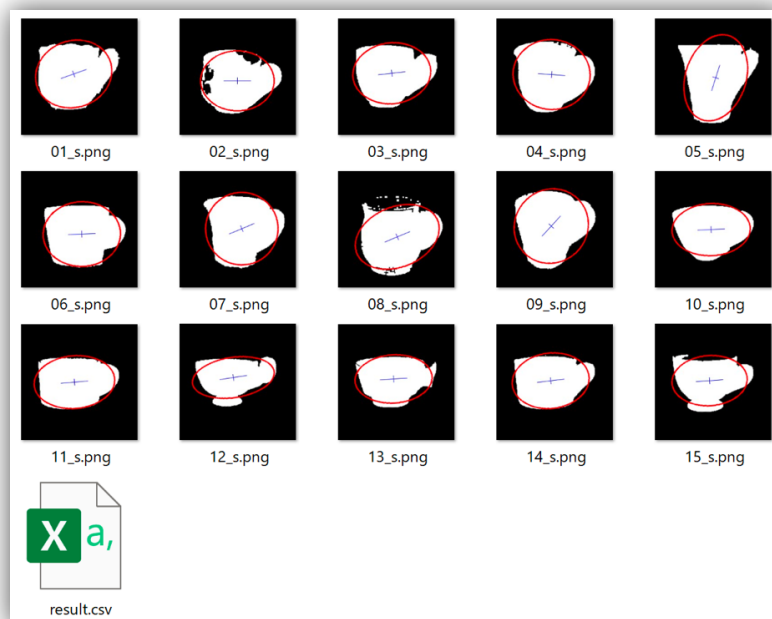 01_s.png 02_s.png 03_s.png 04_s.png 05_s.png
06_s.png 07_s.png 08_s.png 09_s.png 10_s.png
11_s.png 12_s.png 13_s.png 14_s.png 15_s.png
X a,
result.csv